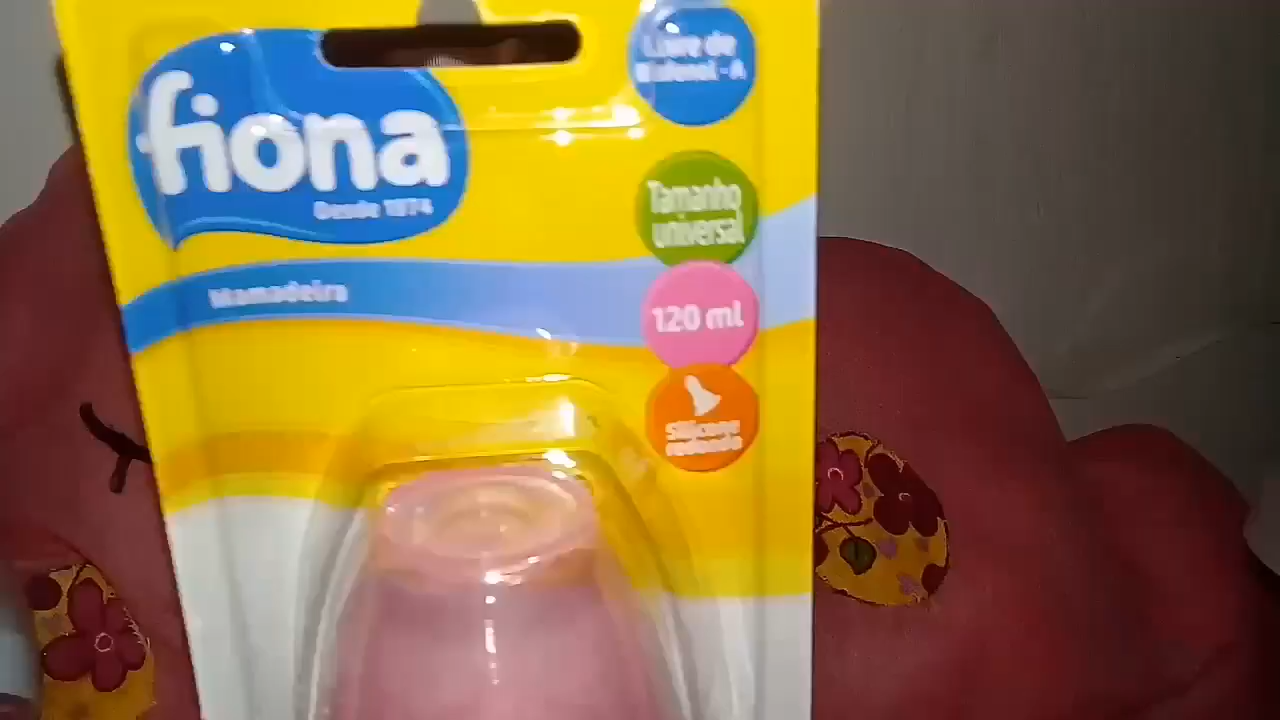 fiona
Desde 1974
Livre de
Bisfenol - A
Tamanho
universal
Mamadeira
120 ml
Silicone